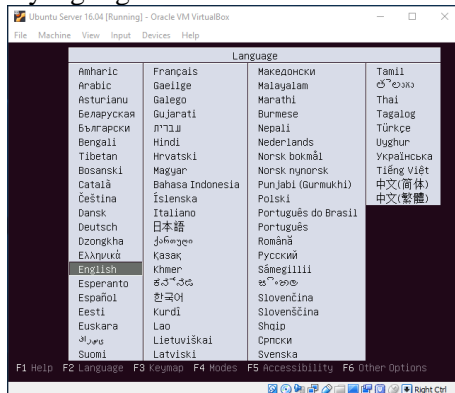 Ubuntu Server 16.04 [Running] - Oracle VM VirtualBox
File Machine View Input Devices Help
Language
Amharic Français Македонски Tamil
Arabic Gaeilge Malayalam తెలుగు
Asturianu Galego Marathi Thai
Беларуская Gujarati Burmese Tagalog
Български עברית Nepali Türkçe
Bengali Hindi Nederlands Uyghur
Tibetan Hrvatski Norsk bokmål Українська
Bosanski Magyar Norsk nynorsk Tiếng Việt
Català Bahasa Indonesia Punjabi (Gurmukhi) 中文(简体)
Čeština Íslenska Polski 中文(繁體)
Dansk Italiano Português do Brasil
Deutsch 日本語 Português
Dzongkha ქართული Română
Ελληνικά Қазақ Русский
English Khmer Sámegillii
Esperanto ಕನ್ನಡ සිංහල
Español 한국어 Slovenčina
Eesti Kurdî Slovenščina
Euskara Lao Shqip
فارسی Lietuviškai Српски
Suomi Latviski Svenska
F1 Help F2 Language F3 Keymap F4 Modes F5 Accessibility F6 Other Options
Right Ctrl